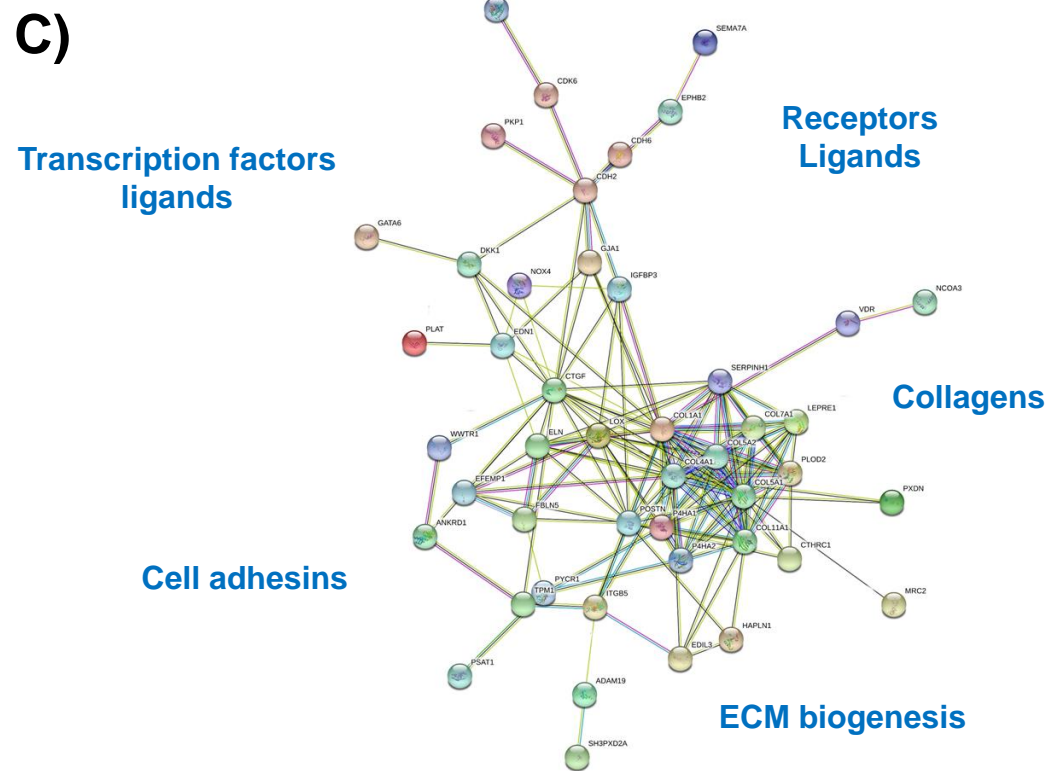 C)
SEMA7A
CDK6
EPHB2
PKP1
Receptors
Ligands
CDH6
Transcription factors
ligands
CDH2
GATA6
DKK1
GJA1
NOX4
IGFBP3
NCOA3
VDR
PLAT
EDN1
SERPINH1
CTGF
Collagens
LEPRE1
COL7A1
COL1A1
LOX
WWTR1
ELN
COL5A2
COL4A1
PLOD2
EFEMP1
COL5A1
PXDN
FBLN5
POSTN
P4HA1
ANKRD1
COL11A1
P4HA2
CTHRC1
Cell adhesins
PYCR1
TPM1
ITGB5
MRC2
HAPLN1
EDIL3
PSAT1
ADAM19
ECM biogenesis
SH3PXD2A